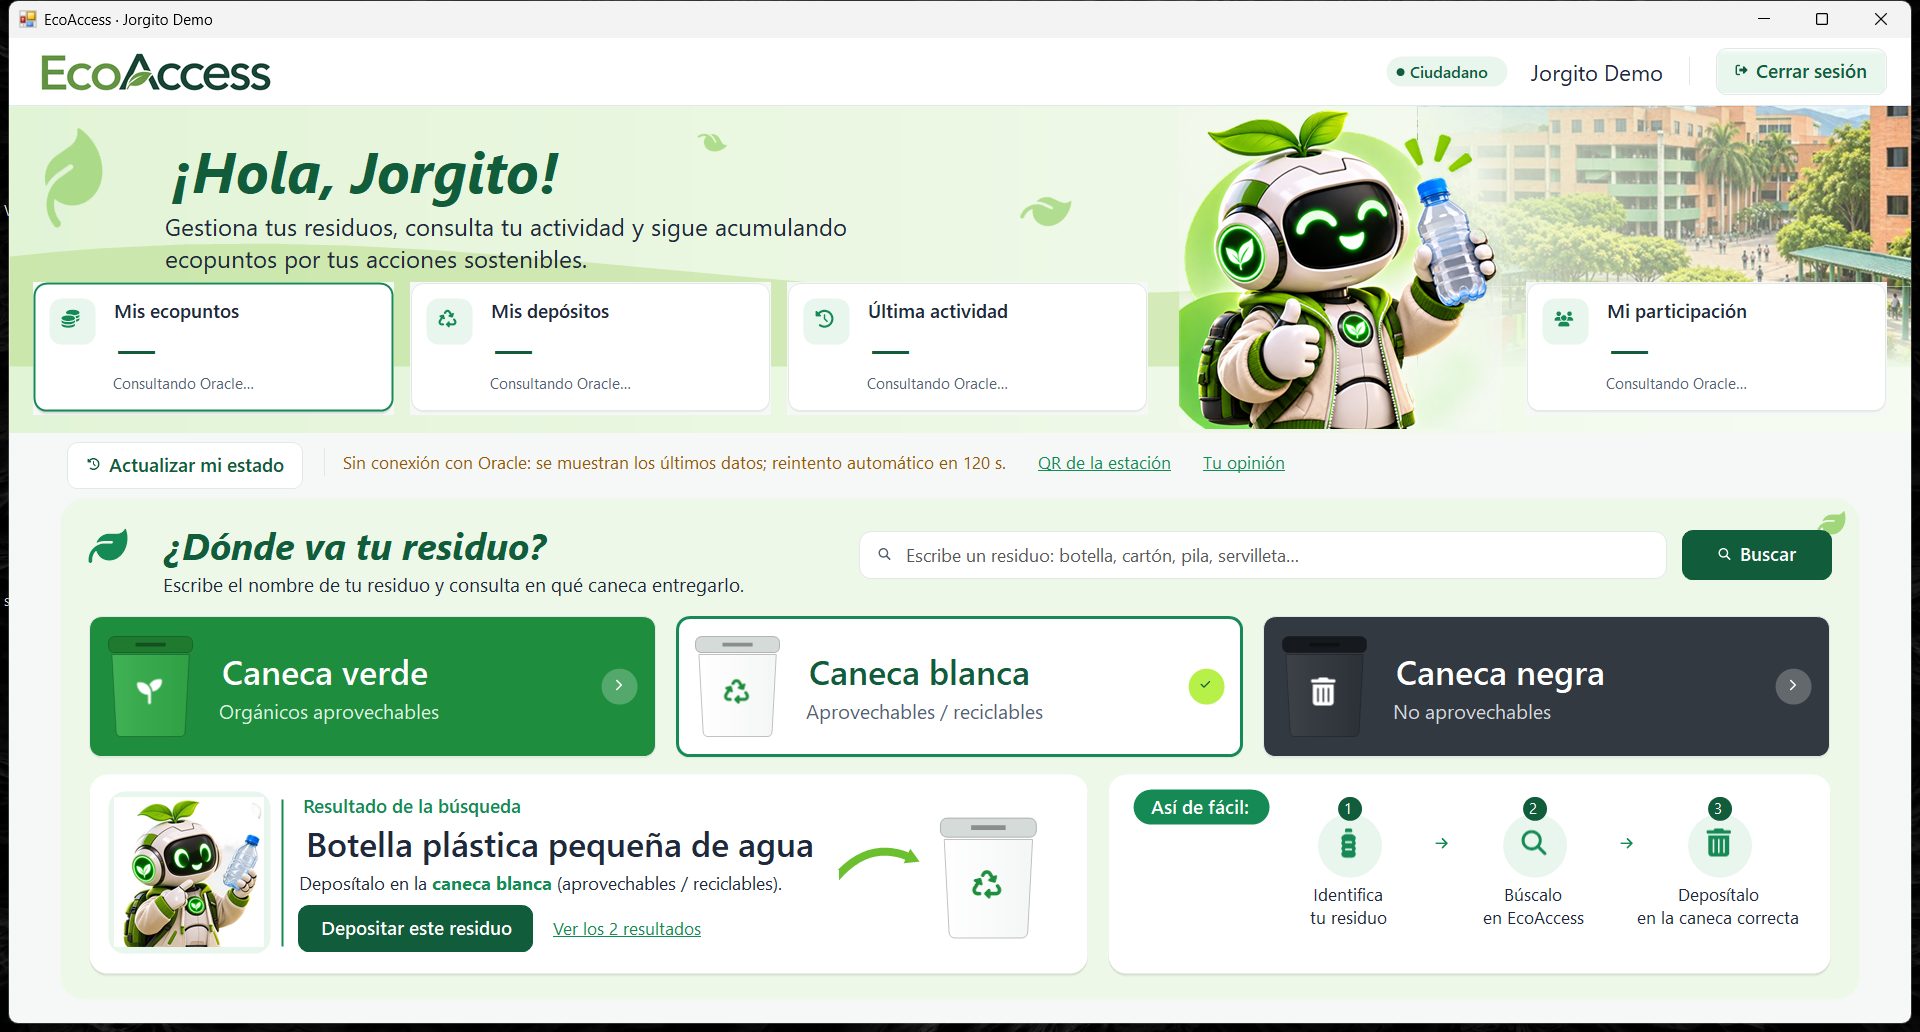 EcoAccess · Jorgito Demo
EcoAccess
Ciudadano
Jorgito Demo
Cerrar sesión
¡Hola, Jorgito!
Gestiona tus residuos, consulta tu actividad y sigue acumulando
ecopuntos por tus acciones sostenibles.
Mis ecopuntos
Consultando Oracle...
Mis depósitos
Consultando Oracle...
Última actividad
Consultando Oracle...
Mi participación
Consultando Oracle...
Actualizar mi estado
Sin conexión con Oracle: se muestran los últimos datos; reintento automático en 120 s.
QR de la estación
Tu opinión
¿Dónde va tu residuo?
Escribe el nombre de tu residuo y consulta en qué caneca entregarlo.
Escribe un residuo: botella, cartón, pila, servilleta...
Buscar
Caneca verde
Orgánicos aprovechables
Caneca blanca
Aprovechables / reciclables
Caneca negra
No aprovechables
Resultado de la búsqueda
Botella plástica pequeña de agua
Deposítalo en la caneca blanca (aprovechables / reciclables).
Depositar este residuo
Ver los 2 resultados
Así de fácil:
1
Identifica
tu residuo
2
Búscalo
en EcoAccess
3
Deposítalo
en la caneca correcta